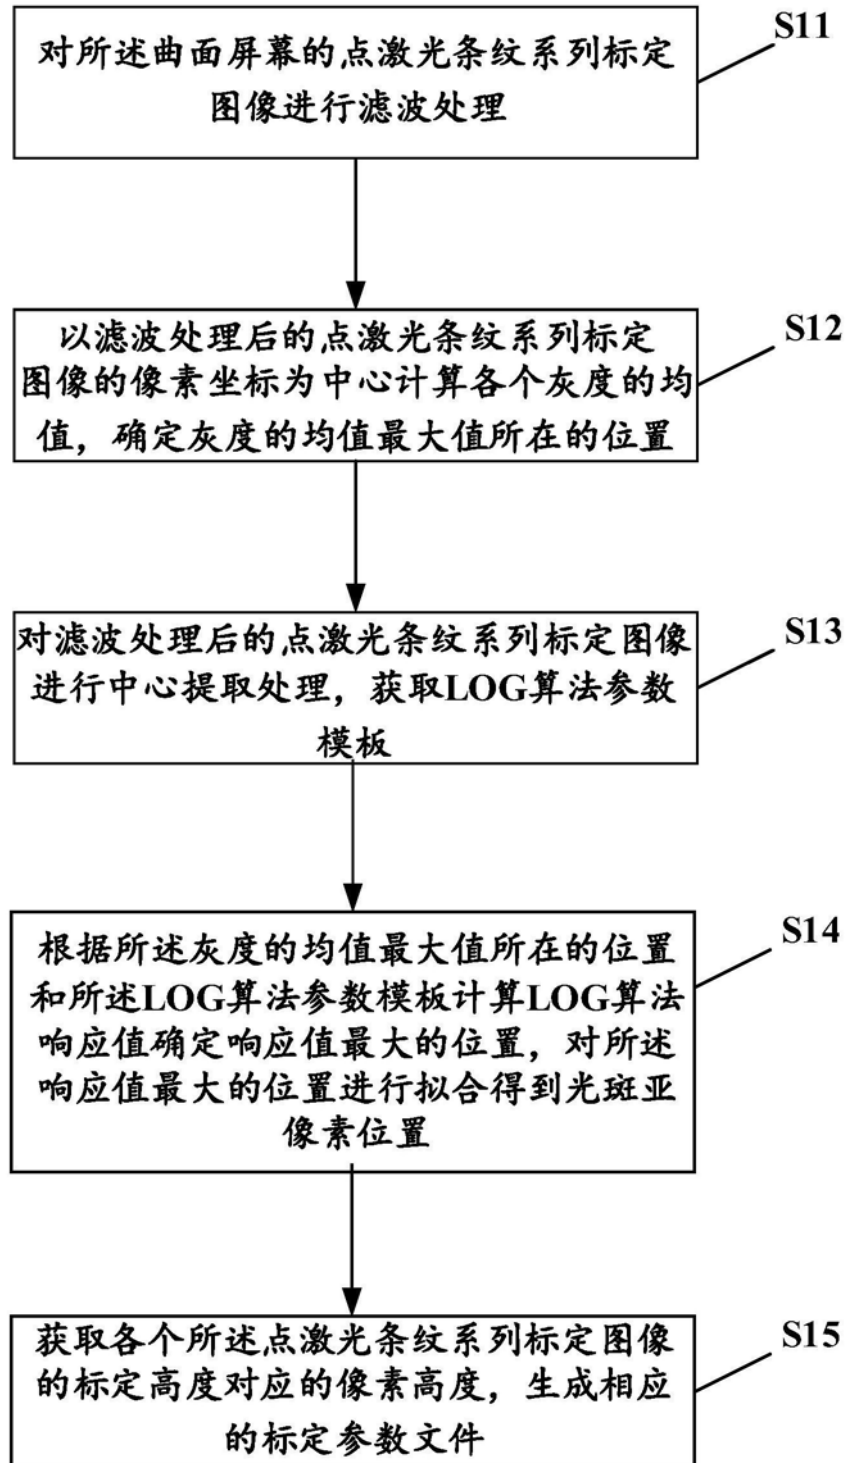 对所述曲面屏幕的点激光条纹系列标定
图像进行滤波处理
S11
以滤波处理后的点激光条纹系列标定
图像的像素坐标为中心计算各个灰度的均
值，确定灰度的均值最大值所在的位置
S12
对滤波处理后的点激光条纹系列标定图像
进行中心提取处理，获取LOG算法参数
模板
S13
根据所述灰度的均值最大值所在的位置
和所述LOG算法参数模板计算LOG算法
响应值确定响应值最大的位置，对所述
响应值最大的位置进行拟合得到光斑亚
像素位置
S14
获取各个所述点激光条纹系列标定图像
的标定高度对应的像素高度，生成相应
的标定参数文件
S15